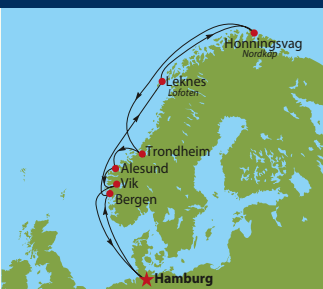 Honningsvag
Nordkap
Leknes
Lofoten
Trondheim
Alesund
Vik
Bergen
Hamburg